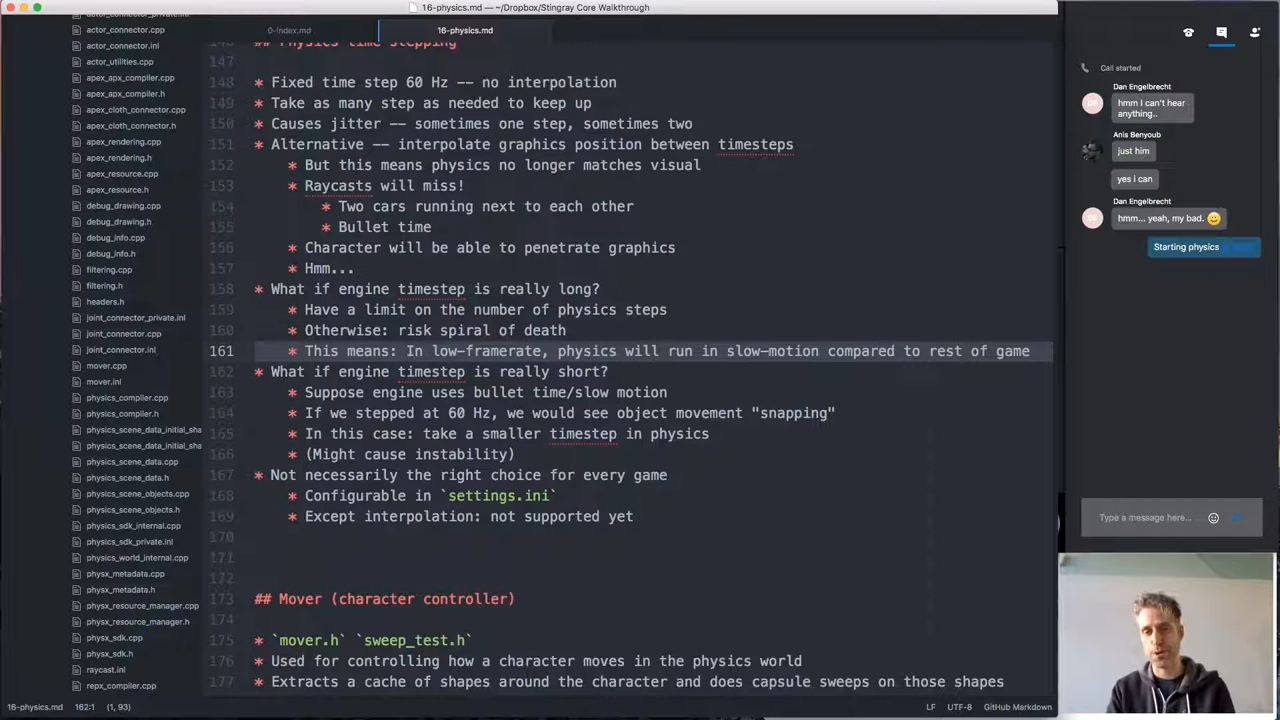 16-physics.md — ~/Dropbox/Stingray Core Walkthrough
0-index.md
16-physics.md
actor_connector_private.inl
actor_connector.cpp
actor_connector.inl
actor_utilities.cpp
apex_apx_compiler.cpp
apex_apx_compiler.h
apex_cloth_connector.cpp
apex_cloth_connector.h
apex_rendering.cpp
apex_rendering.h
apex_resource.cpp
apex_resource.h
debug_drawing.cpp
debug_drawing.h
debug_info.cpp
debug_info.h
filtering.cpp
filtering.h
headers.h
joint_connector_private.inl
joint_connector.cpp
joint_connector.inl
mover.cpp
mover.inl
physics_compiler.cpp
physics_compiler.h
physics_scene_data_initial_sha
physics_scene_data_initial_sha
physics_scene_data.cpp
physics_scene_data.h
physics_scene_objects.cpp
physics_scene_objects.h
physics_sdk_internal.cpp
physics_sdk_private.inl
physics_world_internal.cpp
physx_metadata.cpp
physx_metadata.h
physx_resource_manager.cpp
physx_resource_manager.h
physx_sdk.cpp
physx_sdk.h
raycast.inl
repx_compiler.cpp
146 ## Physics time stepping
147
148 * Fixed time step 60 Hz -- no interpolation
149 * Take as many step as needed to keep up
150 * Causes jitter -- sometimes one step, sometimes two
151 * Alternative -- interpolate graphics position between timesteps
152 * But this means physics no longer matches visual
153 * Raycasts will miss!
154 * Two cars running next to each other
155 * Bullet time
156 * Character will be able to penetrate graphics
157 * Hmm...
158 * What if engine timestep is really long?
159 * Have a limit on the number of physics steps
160 * Otherwise: risk spiral of death
161 * This means: In low-framerate, physics will run in slow-motion compared to rest of game
162 * What if engine timestep is really short?
163 * Suppose engine uses bullet time/slow motion
164 * If we stepped at 60 Hz, we would see object movement "snapping"
165 * In this case: take a smaller timestep in physics
166 * (Might cause instability)
167 * Not necessarily the right choice for every game
168 * Configurable in `settings.ini`
169 * Except interpolation: not supported yet
170
171
172
173 ## Mover (character controller)
174
175 * `mover.h` `sweep_test.h`
176 * Used for controlling how a character moves in the physics world
177 * Extracts a cache of shapes around the character and does capsule sweeps on those shapes
16-physics.md 162:1 (1, 93)
LF UTF-8 GitHub Markdown
Call started
Dan Engelbrecht
DE
hmm I can't hear
anything..
Anis Benyoub
just him
yes i can
Dan Engelbrecht
DE
hmm... yeah, my bad.
Starting physics
Type a message here...